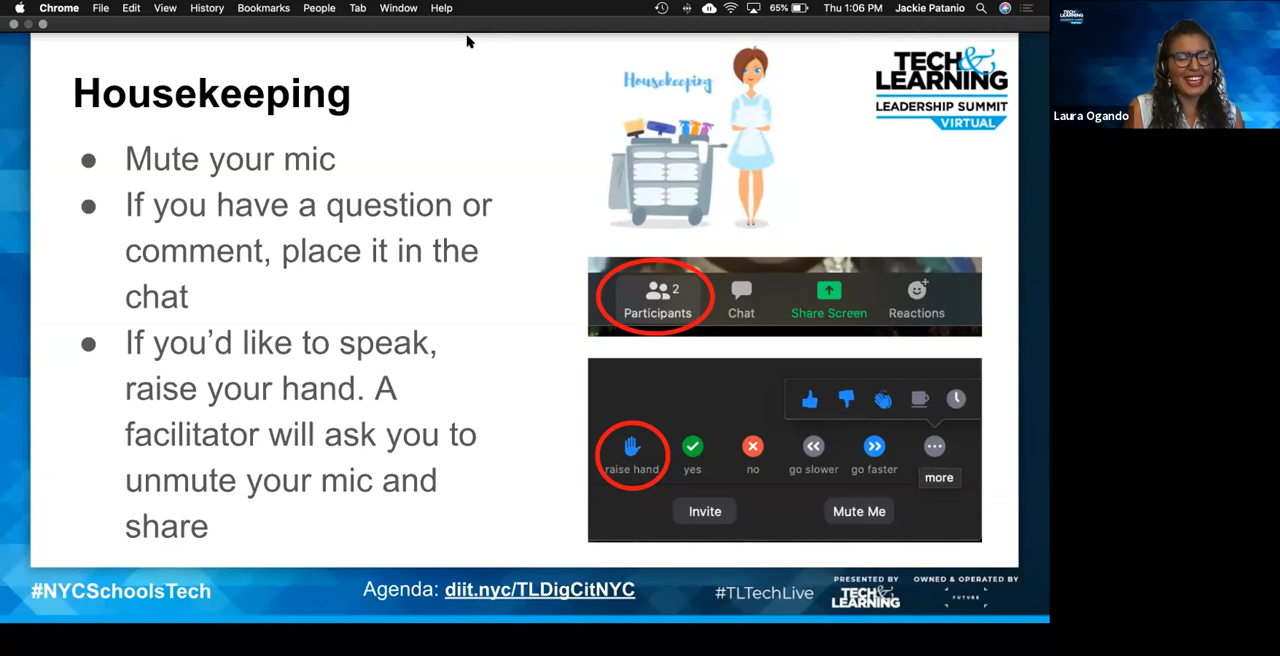 Chrome File Edit View History Bookmarks People Tab Window Help 65% Thu 1:06 PM Jackie Patanio
TECH & LEARNING
Laura Ogando
Housekeeping
Mute your mic
If you have a question or
comment, place it in the
chat
If you’d like to speak,
raise your hand. A
facilitator will ask you to
unmute your mic and
share
Housekeeping
TECH &
LEARNING
LEADERSHIP SUMMIT
VIRTUAL
2
Participants Chat Share Screen Reactions
raise hand yes no go slower go faster
more
Invite Mute Me
#NYCSchoolsTech
Agenda: diit.nyc/TLDigCitNYC
#TLTechLive
PRESENTED BY
TECH &
LEARNING
OWNED & OPERATED BY
FUTURE